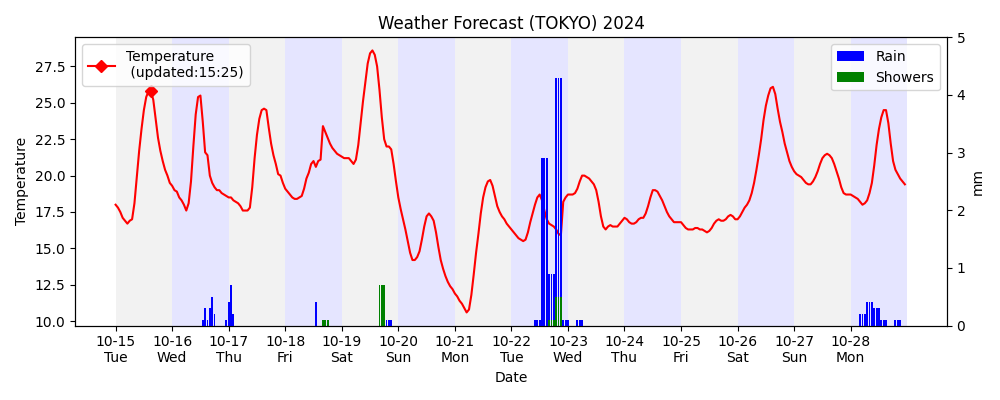 Weather Forecast (TOKYO) 2024
Temperature
(updated:15:25)
Rain
Showers
27.5
25.0
22.5
20.0
17.5
15.0
12.5
10.0
Temperature
5
4
3
2
1
0
mm
10-15 10-16 10-17 10-18 10-19 10-20 10-21 10-22 10-23 10-24 10-25 10-26 10-27 10-28
Tue Wed Thu Fri Sat Sun Mon Tue Wed Thu Fri Sat Sun Mon
Date